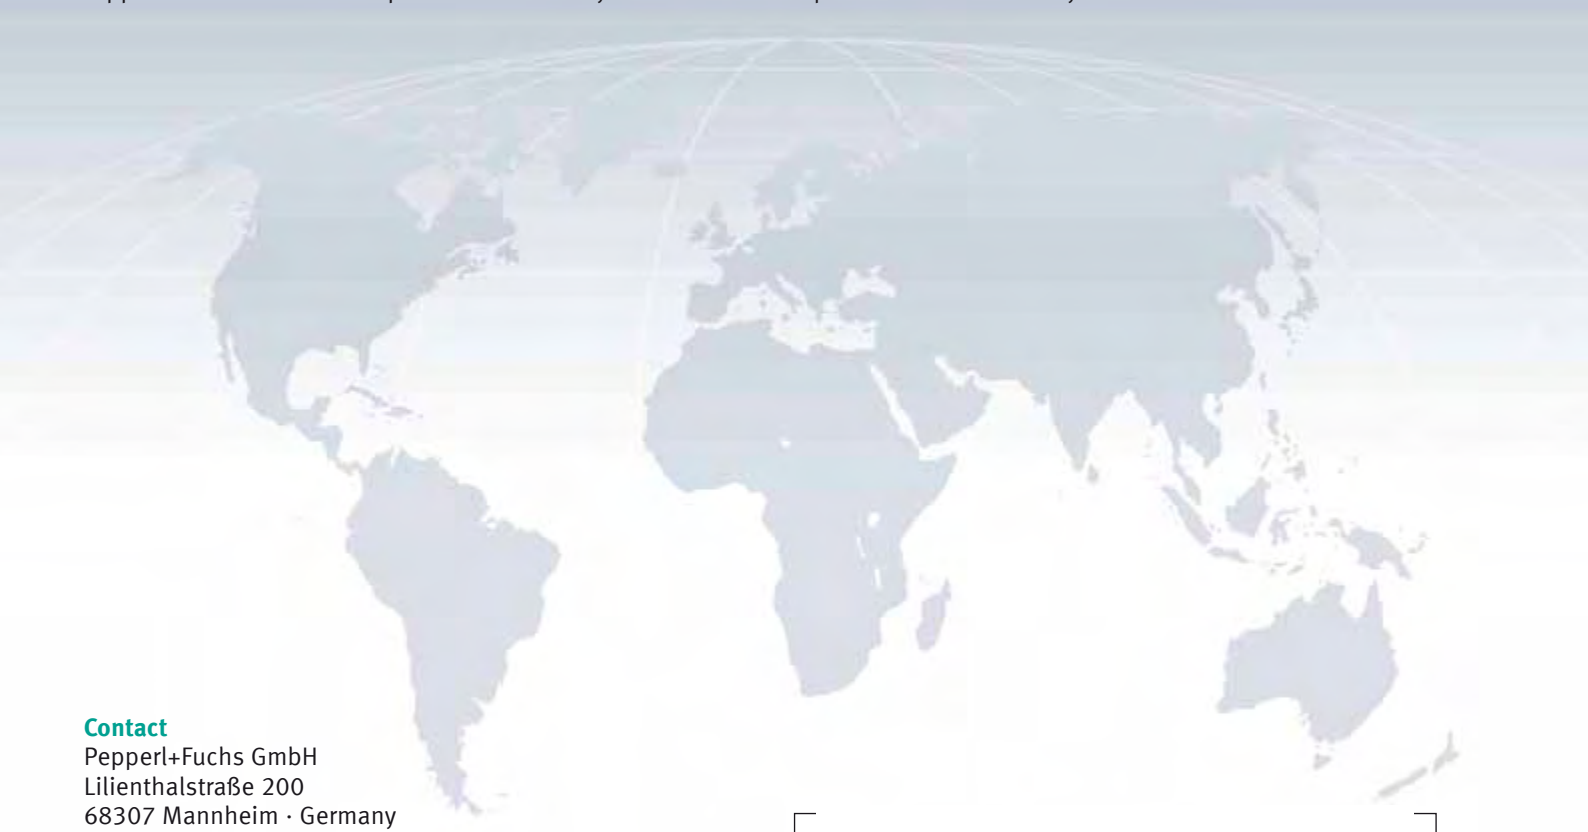 Contact
Pepperl+Fuchs GmbH
Lilienthalstraße 200
68307 Mannheim · Germany